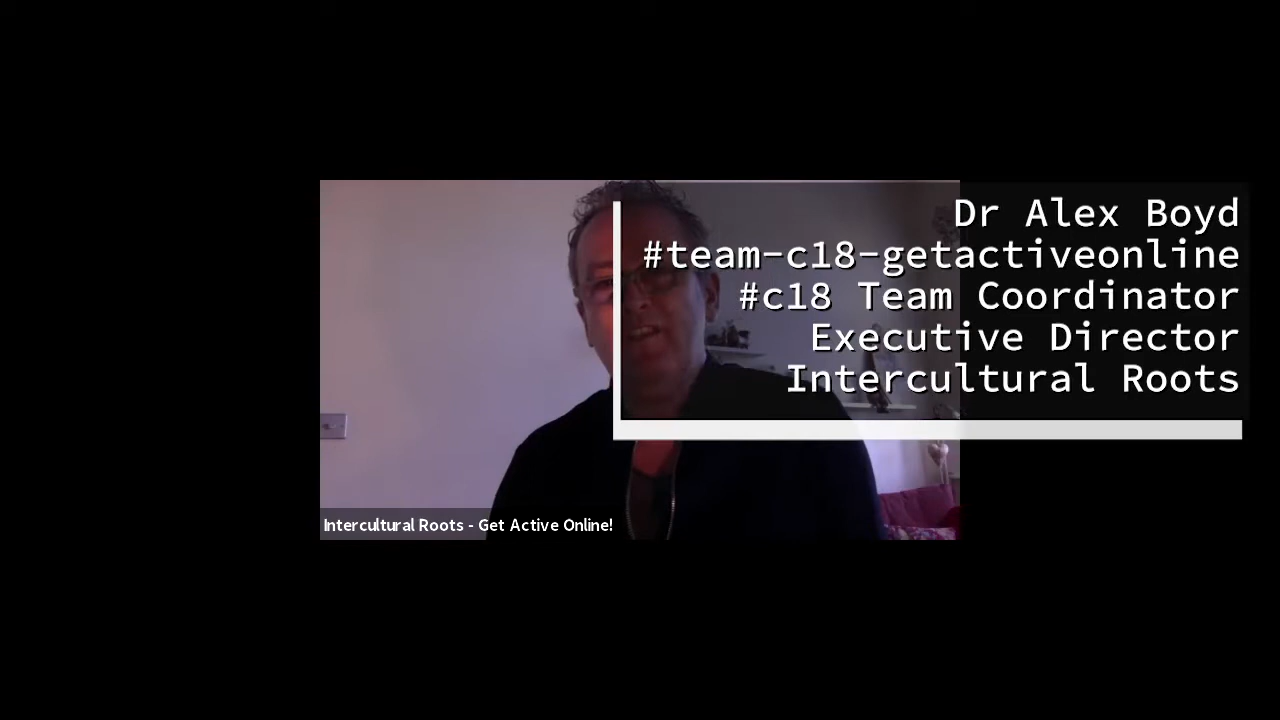 Dr Alex Boyd
#team-c18-getactiveonline
#c18 Team Coordinator
Executive Director
Intercultural Roots
Intercultural Roots - Get Active Online!